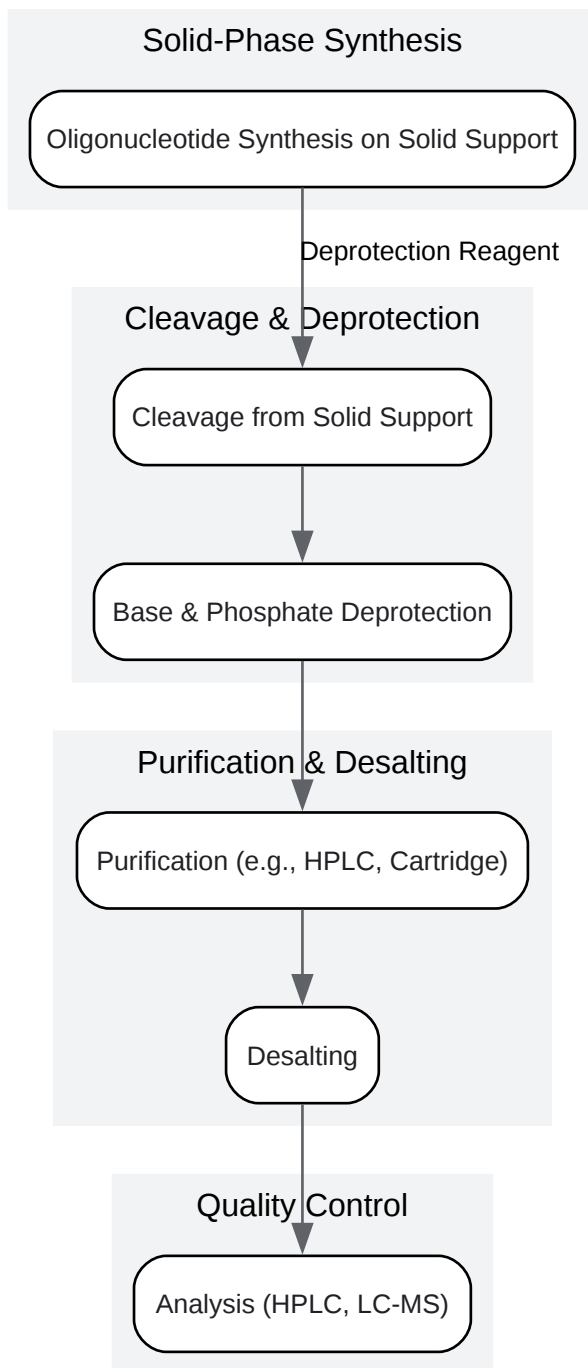 Solid-Phase Synthesis
Oligonucleotide Synthesis on Solid Support
Deprotection Reagent
Cleavage & Deprotection
Cleavage from Solid Support
Base & Phosphate Deprotection
Purification & Desalting
Purification (e.g., HPLC, Cartridge)
Desalting
Quality Control
Analysis (HPLC, LC-MS)